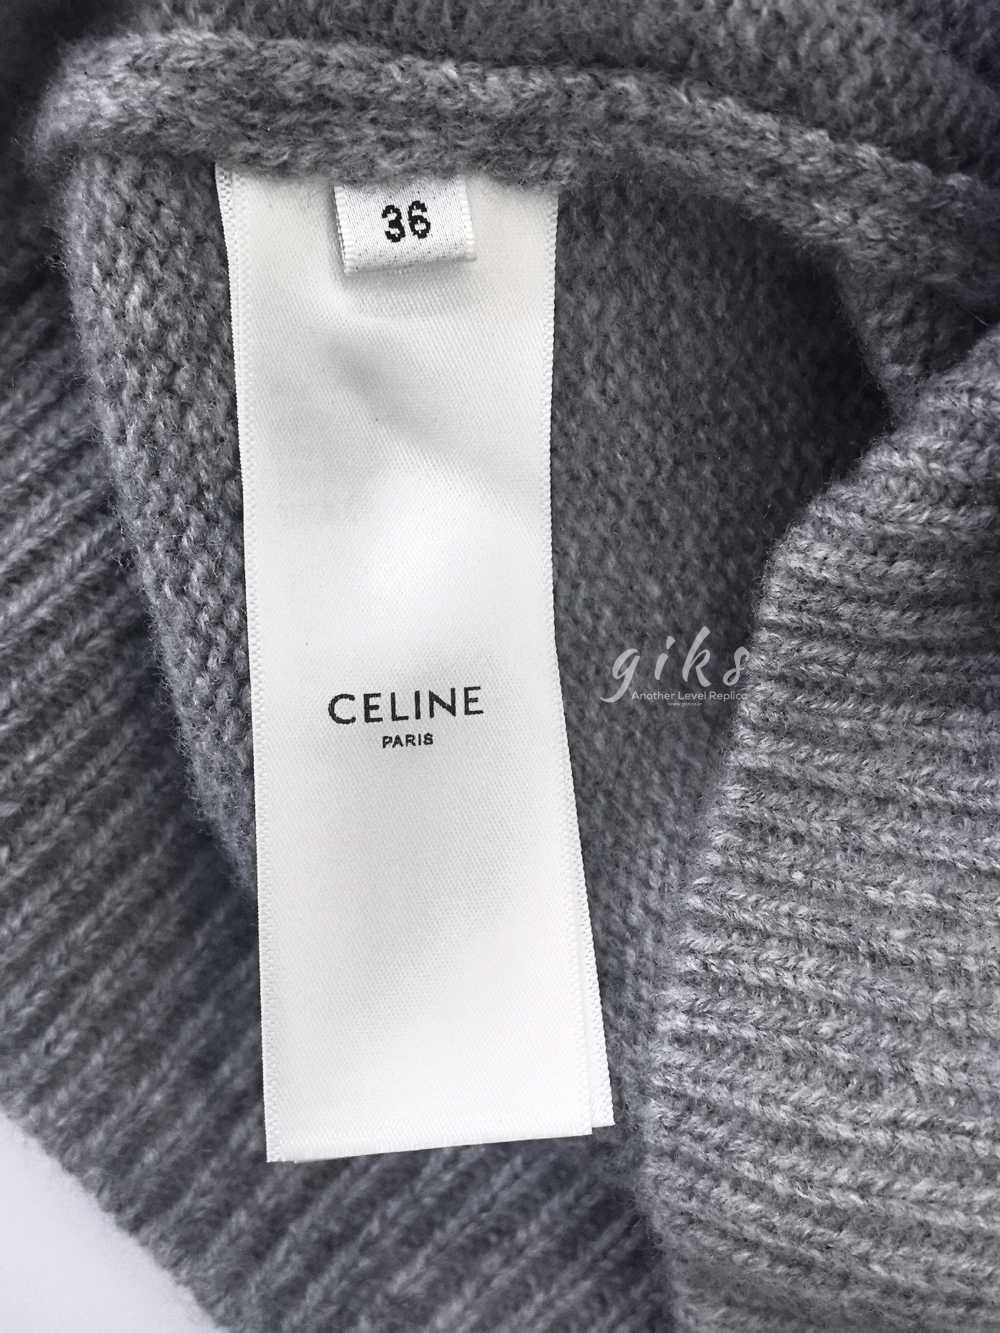 36
giks
Another Level Replica
CELINE
PARIS